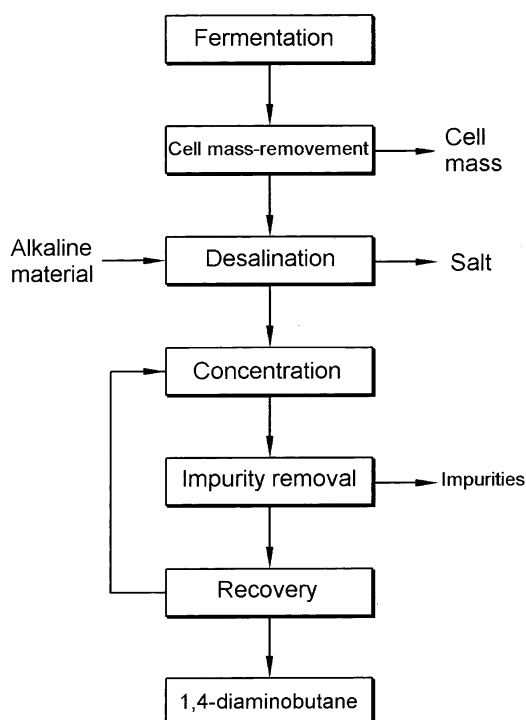 Fermentation
Cell mass-removement
Cell
mass
Alkaline
material
Desalination
Salt
Concentration
Impurity removal
Impurities
Recovery
1,4-diaminobutane